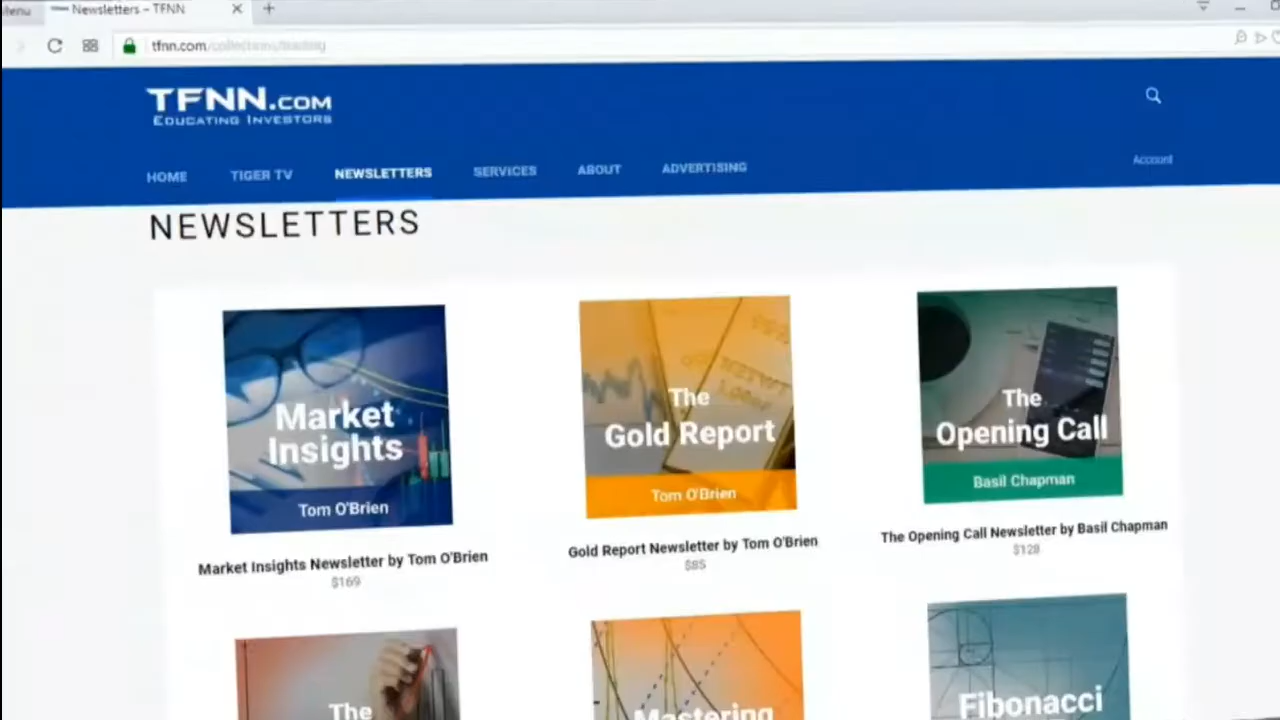 Newsletters – TFNN
tfnn.com/collections/trading
TFNN.COM
EDUCATING INVESTORS
HOME
TIGER TV
NEWSLETTERS
SERVICES
ABOUT
ADVERTISING
Account
NEWSLETTERS
Market
Insights
Tom O'Brien
Market Insights Newsletter by Tom O'Brien
$169
The
Gold Report
Tom O'Brien
Gold Report Newsletter by Tom O'Brien
$85
The
Opening Call
Basil Chapman
The Opening Call Newsletter by Basil Chapman
$128
The
Mastering
Fibonacci